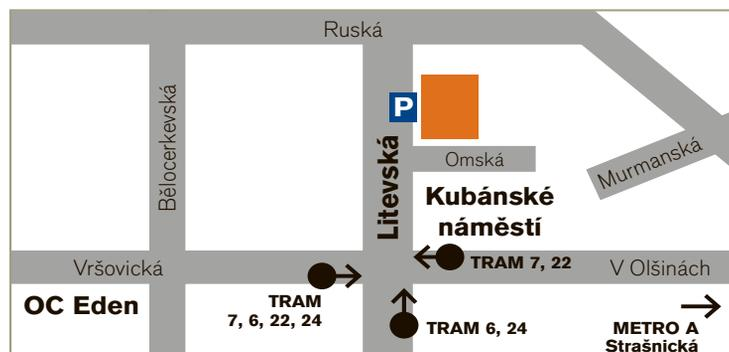 Ruská
Bělocerkevská
P
Litevská
Omská
Murmanská
Kubánské
náměstí
Vršovická
TRAM 7, 22
V Olšinách
OC Eden
TRAM
7, 6, 22, 24
TRAM 6, 24
METRO A
Strašnická